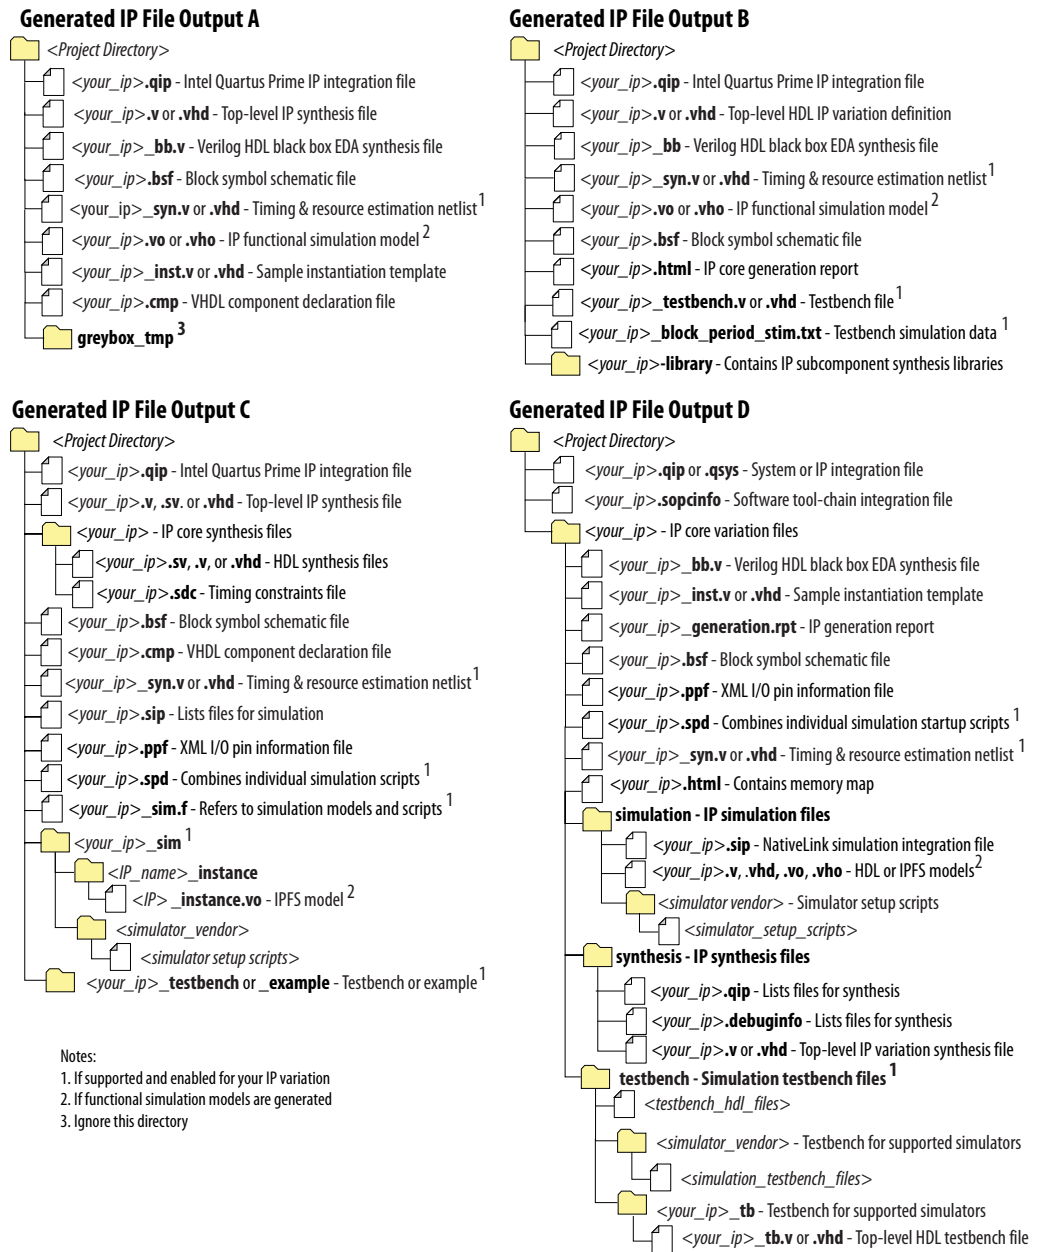 Generated IP File Output A
<Project Directory>
<your_ip>.qip - Intel Quartus Prime IP integration file
<your_ip>.v or .vhd - Top-level IP synthesis file
<your_ip>_bb.v - Verilog HDL black box EDA synthesis file
<your_ip>.bsf - Block symbol schematic file
<your_ip>_syn.v or .vhd - Timing & resource estimation netlist 1
<your_ip>.vo or .vho - IP functional simulation model 2
<your_ip>_inst.v or .vhd - Sample instantiation template
<your_ip>.cmp - VHDL component declaration file
greybox_tmp 3
Generated IP File Output B
<Project Directory>
<your_ip>.qip - Intel Quartus Prime IP integration file
<your_ip>.v or .vhd - Top-level HDL IP variation definition
<your_ip>_bb - Verilog HDL black box EDA synthesis file
<your_ip>_syn.v or .vhd - Timing & resource estimation netlist 1
<your_ip>.vo or .vho - IP functional simulation model 2
<your_ip>.bsf - Block symbol schematic file
<your_ip>.html - IP core generation report
<your_ip>_testbench.v or .vhd - Testbench file 1
<your_ip>_block_period_stim.txt - Testbench simulation data 1
<your_ip>-library - Contains IP subcomponent synthesis libraries
Generated IP File Output C
<Project Directory>
<your_ip>.qip - Intel Quartus Prime IP integration file
<your_ip>.v, .sv. or .vhd - Top-level IP synthesis file
<your_ip> - IP core synthesis files
<your_ip>.sv, .v, or .vhd - HDL synthesis files
<your_ip>.sdc - Timing constraints file
<your_ip>.bsf - Block symbol schematic file
<your_ip>.cmp - VHDL component declaration file
<your_ip>_syn.v or .vhd - Timing & resource estimation netlist 1
<your_ip>.sip - Lists files for simulation
<your_ip>.ppf - XML I/O pin information file
<your_ip>.spd - Combines individual simulation scripts 1
<your_ip>_sim.f - Refers to simulation models and scripts 1
<your_ip>_sim 1
<IP_name>_instance
<IP> _instance.vo - IPFS model 2
<simulator_vendor>
<simulator setup scripts>
<your_ip>_testbench or _example - Testbench or example 1
Notes:
1. If supported and enabled for your IP variation
2. If functional simulation models are generated
3. Ignore this directory
Generated IP File Output D
<Project Directory>
<your_ip>.qip or .qsys - System or IP integration file
<your_ip>.sopcinfo - Software tool-chain integration file
<your_ip> - IP core variation files
<your_ip>_bb.v - Verilog HDL black box EDA synthesis file
<your_ip>_inst.v or .vhd - Sample instantiation template
<your_ip>_generation.rpt - IP generation report
<your_ip>.bsf - Block symbol schematic file
<your_ip>.ppf - XML I/O pin information file
<your_ip>.spd - Combines individual simulation startup scripts 1
<your_ip>_syn.v or .vhd - Timing & resource estimation netlist 1
<your_ip>.html - Contains memory map
simulation - IP simulation files
<your_ip>.sip - NativeLink simulation integration file
<your_ip>.v, .vhd, .vo, .vho - HDL or IPFS models 2
<simulator vendor> - Simulator setup scripts
<simulator_setup_scripts>
synthesis - IP synthesis files
<your_ip>.qip - Lists files for synthesis
<your_ip>.debuginfo - Lists files for synthesis
<your_ip>.v or .vhd - Top-level IP variation synthesis file
testbench - Simulation testbench files 1
<testbench_hdl_files>
<simulator_vendor> - Testbench for supported simulators
<simulation_testbench_files>
<your_ip>_tb - Testbench for supported simulators
<your_ip>_tb.v or .vhd - Top-level HDL testbench file